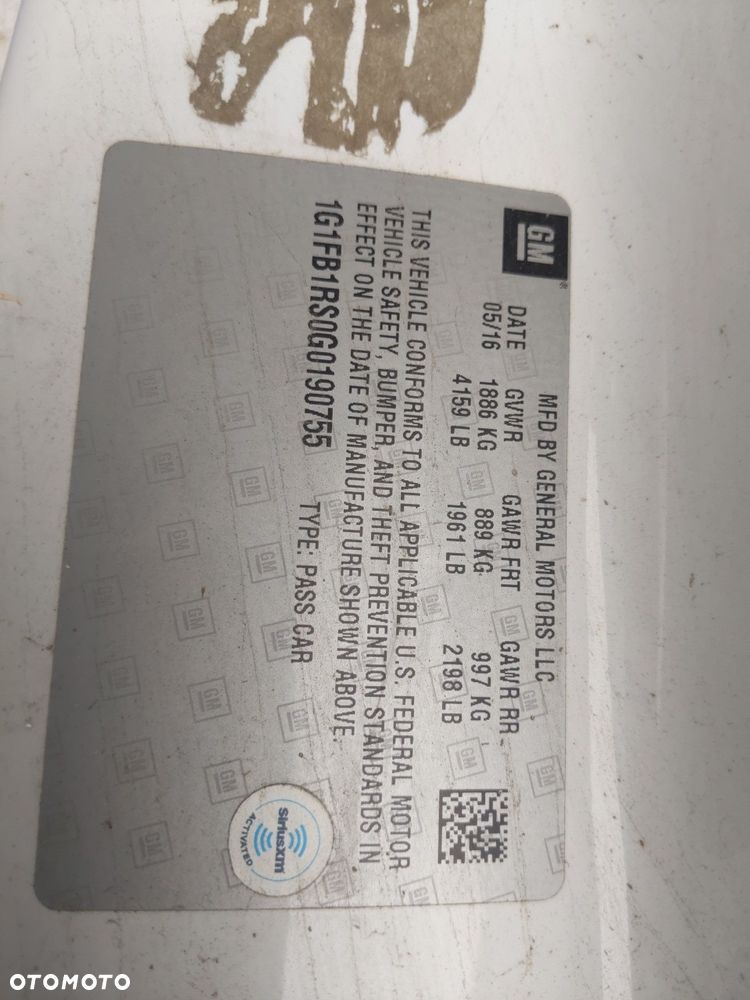 GM
MFD BY GENERAL MOTORS LLC
DATE GVWR GAWR FRT GAWR RR
05/16 1886 KG 889 KG 997 KG
4159 LB 1961 LB 2198 LB
THIS VEHICLE CONFORMS TO ALL APPLICABLE U.S. FEDERAL MOTOR
VEHICLE SAFETY, BUMPER, AND THEFT PREVENTION STANDARDS IN
EFFECT ON THE DATE OF MANUFACTURE SHOWN ABOVE.
1G1FB1RS0G0190755 TYPE: PASS CAR
SiriusXM
ACTIVATED
OTOMOTO